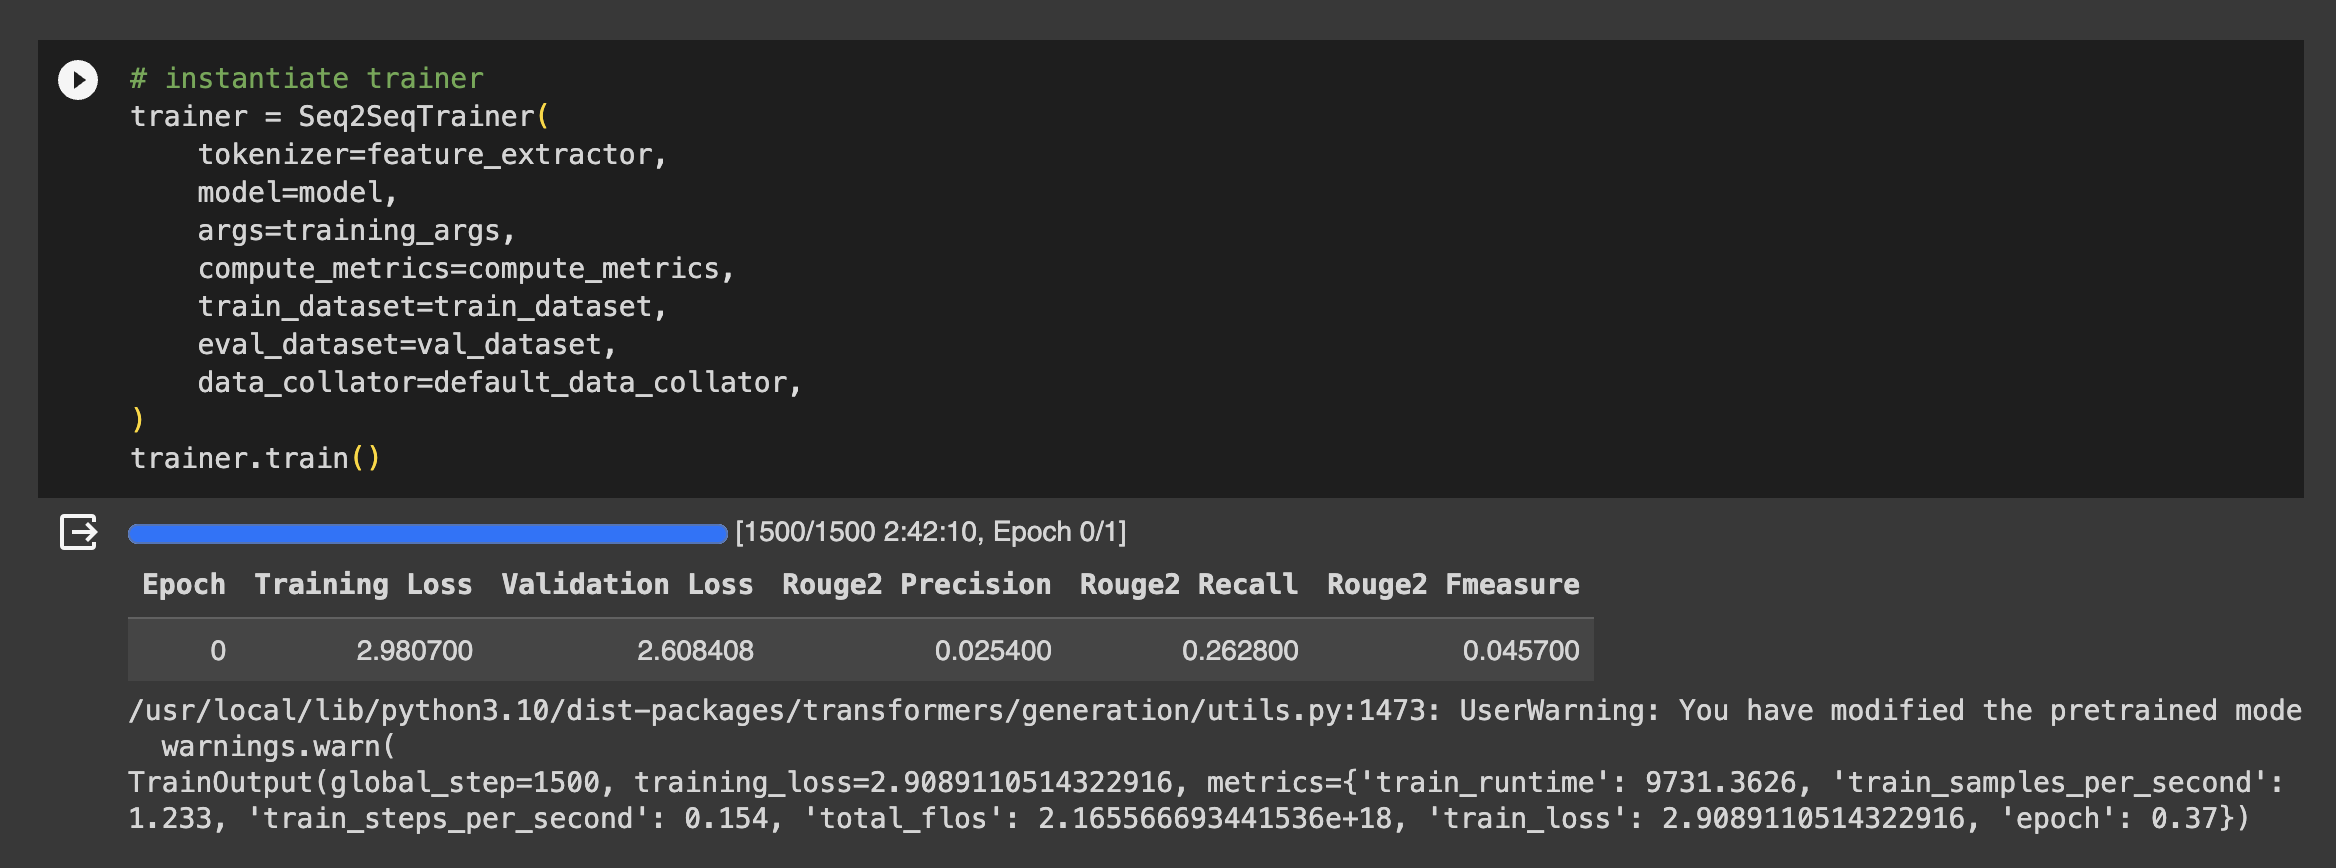 # instantiate trainer
trainer = Seq2SeqTrainer(
    tokenizer=feature_extractor,
    model=model,
    args=training_args,
    compute_metrics=compute_metrics,
    train_dataset=train_dataset,
    eval_dataset=val_dataset,
    data_collator=default_data_collator,
)
trainer.train()
[1500/1500 2:42:10, Epoch 0/1]
Epoch Training Loss Validation Loss Rouge2 Precision Rouge2 Recall Rouge2 Fmeasure
0 2.980700 2.608408 0.025400 0.262800 0.045700
/usr/local/lib/python3.10/dist-packages/transformers/generation/utils.py:1473: UserWarning: You have modified the pretrained mode
  warnings.warn(
TrainOutput(global_step=1500, training_loss=2.9089110514322916, metrics={'train_runtime': 9731.3626, 'train_samples_per_second':
1.233, 'train_steps_per_second': 0.154, 'total_flos': 2.165566693441536e+18, 'train_loss': 2.9089110514322916, 'epoch': 0.37})